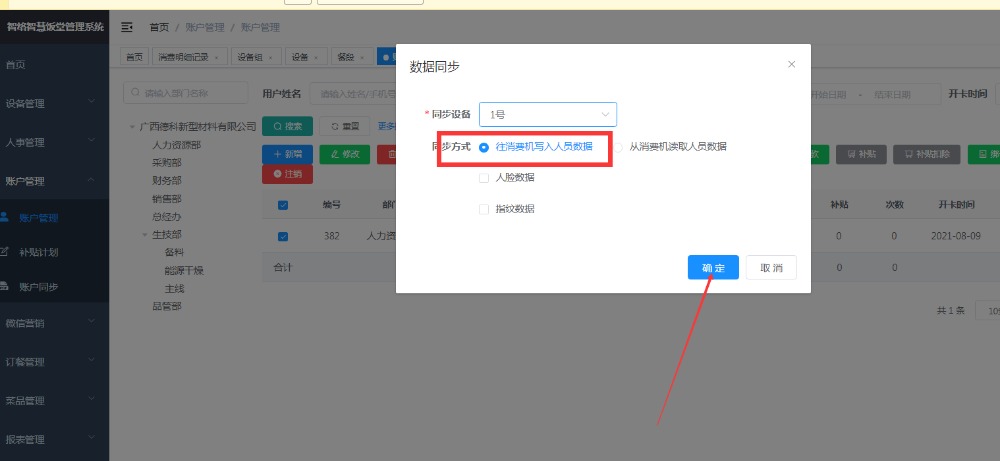 智络智慧饭堂管理系统
首页 / 账户管理 / 账户管理
首页 消费明细记录 × 设备组 × 设备 × 餐段 ×
首页
设备管理
人事管理
账户管理
账户管理
补贴计划
账户同步
微信营销
订餐管理
菜品管理
报表管理
请输入部门名称
广西德科新型材料有限公司
人力资源部
采购部
财务部
销售部
总经办
生技部
备料
能源干燥
主线
品管部
用户姓名 请输入姓名/手机号
开始日期 - 结束日期 开卡时间
搜索 重置 更多
新增 修改
款 补贴 补贴扣除
注销
编号 部门 补贴 次数 开卡时间
382 人力资 0 0 2021-08-09
合计 0 0
共 1 条 10
数据同步
* 同步设备 1号
同步方式 往消费机写入人员数据 从消费机读取人员数据
人脸数据
指纹数据
确 定 取 消